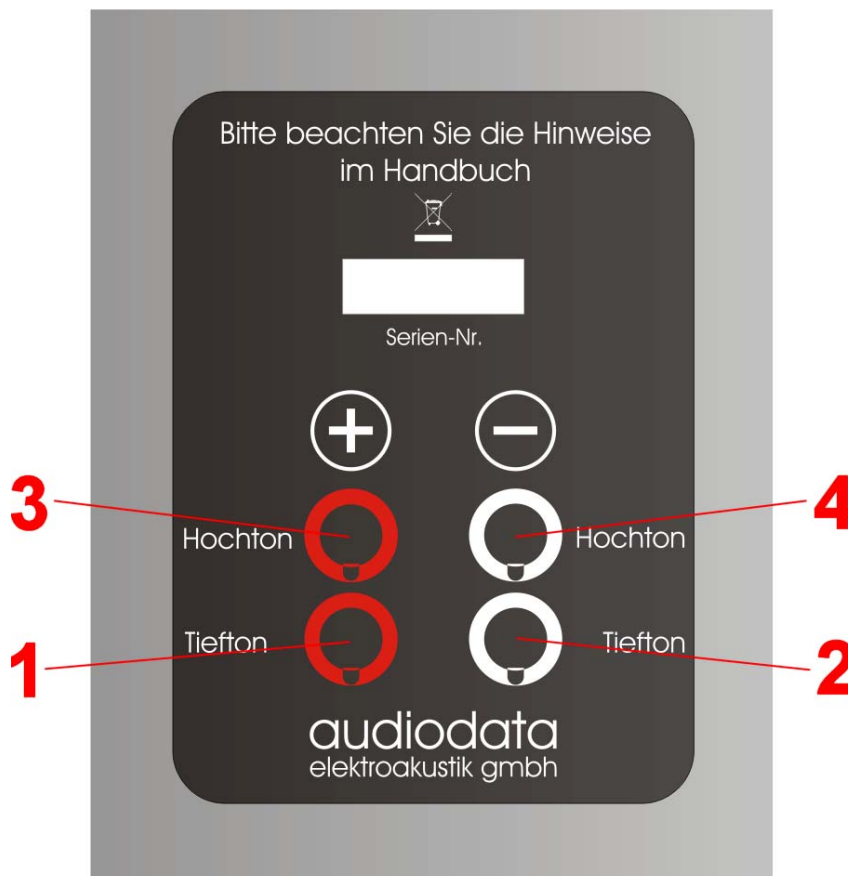 Bitte beachten Sie die Hinweise
im Handbuch
Serien-Nr.
3
4
Hochton
Hochton
Tiefton
Tiefton
1
2
audiodata
elektroakustik gmbh